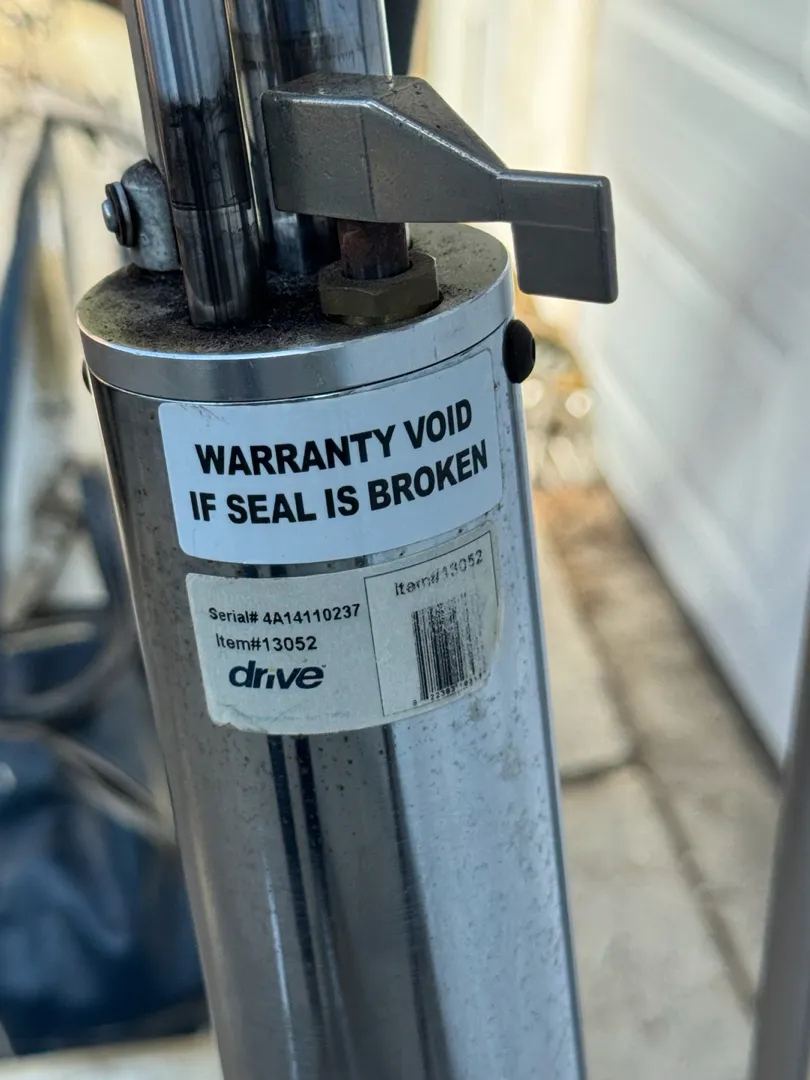 WARRANTY VOID
IF SEAL IS BROKEN
Serial# 4A14110237
Item#13052
drive
Item#13052